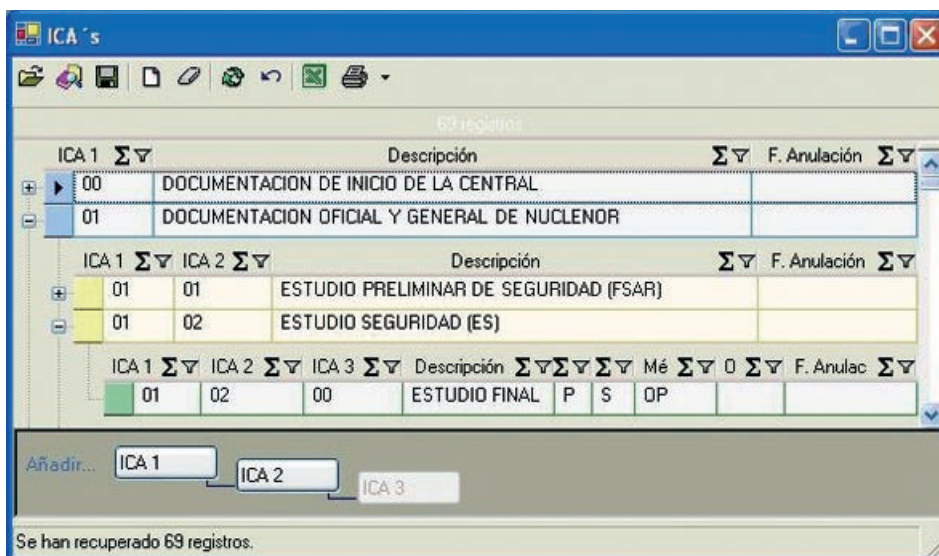 ICA ´s
69 registros
ICA 1 Σ Descripción Σ F. Anulación Σ
00 DOCUMENTACION DE INICIO DE LA CENTRAL
01 DOCUMENTACION OFICIAL Y GENERAL DE NUCLENOR
ICA 1 Σ ICA 2 Σ Descripción Σ F. Anulación Σ
01 01 ESTUDIO PRELIMINAR DE SEGURIDAD (FSAR)
01 02 ESTUDIO SEGURIDAD (ES)
ICA 1 Σ ICA 2 Σ ICA 3 Σ Descripción Σ Σ Σ Mé Σ O Σ F. Anulac Σ
01 02 00 ESTUDIO FINAL P S OP
Añadir... ICA 1 ICA 2 ICA 3
Se han recuperado 69 registros.